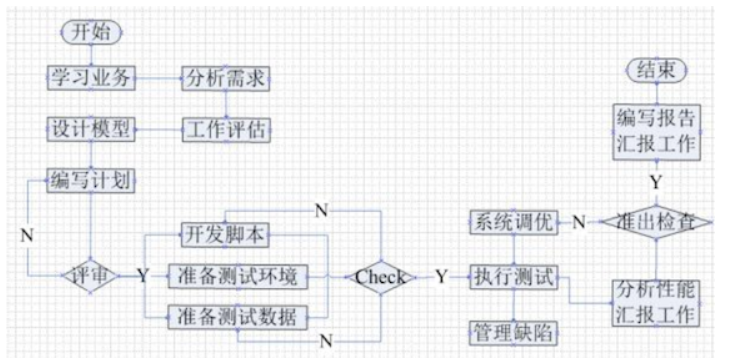 开始
学习业务
分析需求
设计模型
工作评估
编写计划
N
评审
Y
N
开发脚本
准备测试环境
准备测试数据
N
Check
Y
系统调优
N
执行测试
管理缺陷
结束
编写报告
汇报工作
Y
准出检查
分析性能
汇报工作